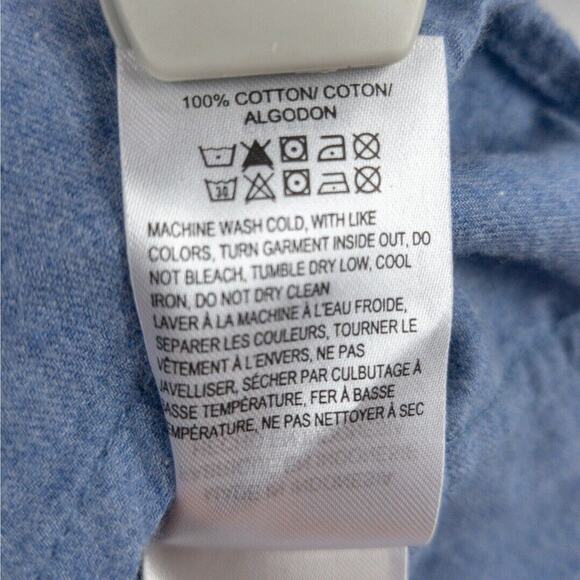 100% COTTON/ COTON/
ALGODON
30
MACHINE WASH COLD, WITH LIKE
COLORS, TURN GARMENT INSIDE OUT, DO
NOT BLEACH, TUMBLE DRY LOW, COOL
IRON, DO NOT DRY CLEAN
LAVER À LA MACHINE À L'EAU FROIDE,
SEPARER LES COULEURS, TOURNER LE
VÊTEMENT À L'ENVERS, NE PAS
JAVELLISER, SÉCHER PAR CULBUTAGE À
BASSE TEMPÉRATURE, FER À BASSE
EMPÉRATURE, NE PAS NETTOYER À SEC